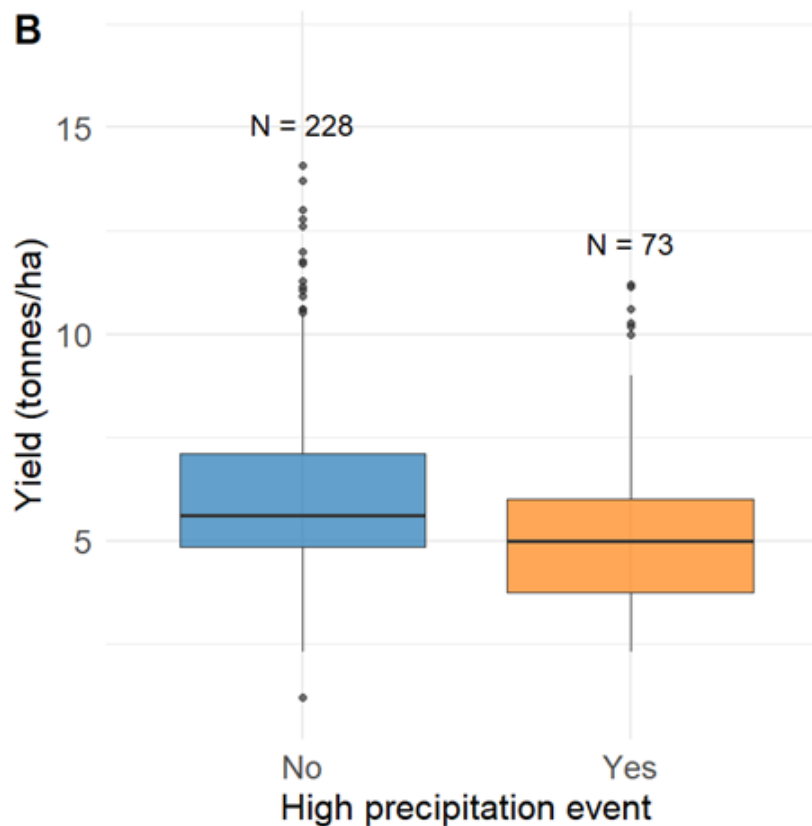 B
N = 228
N = 73
15
10
5
Yield (tonnes/ha)
No Yes
High precipitation event